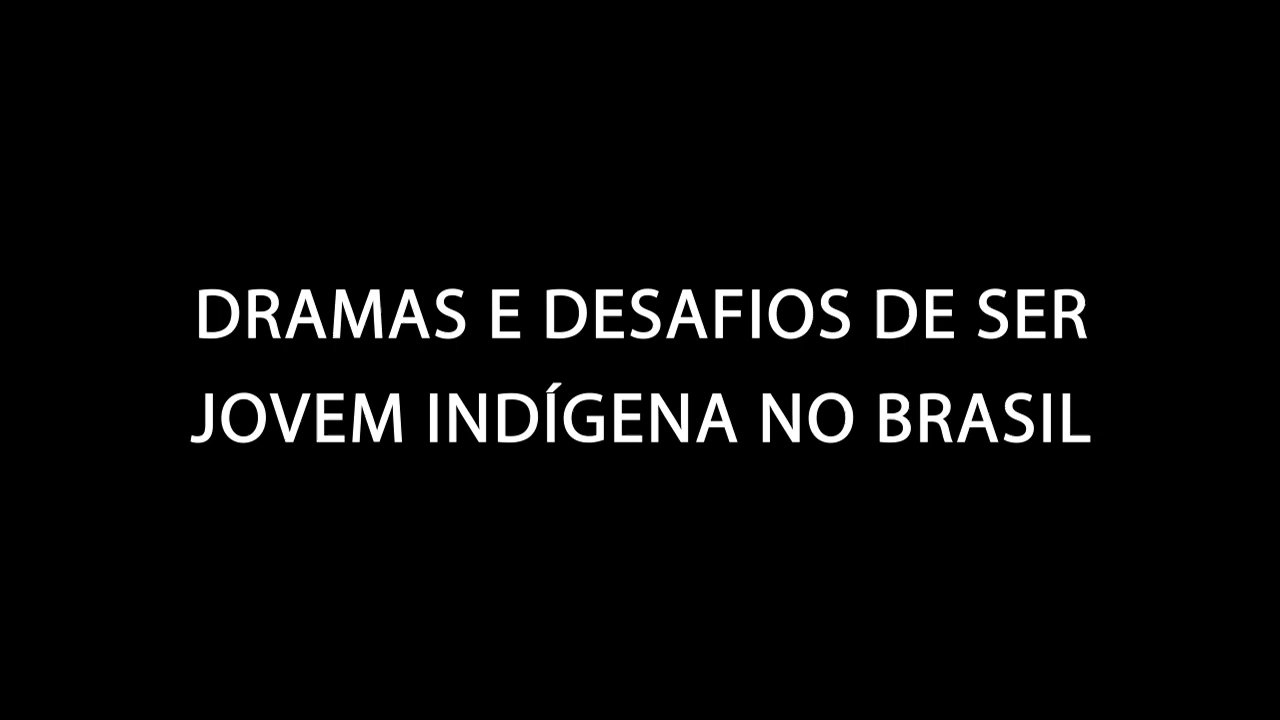 DRAMAS E DESAFIOS DE SER
JOVEM INDÍGENA NO BRASIL